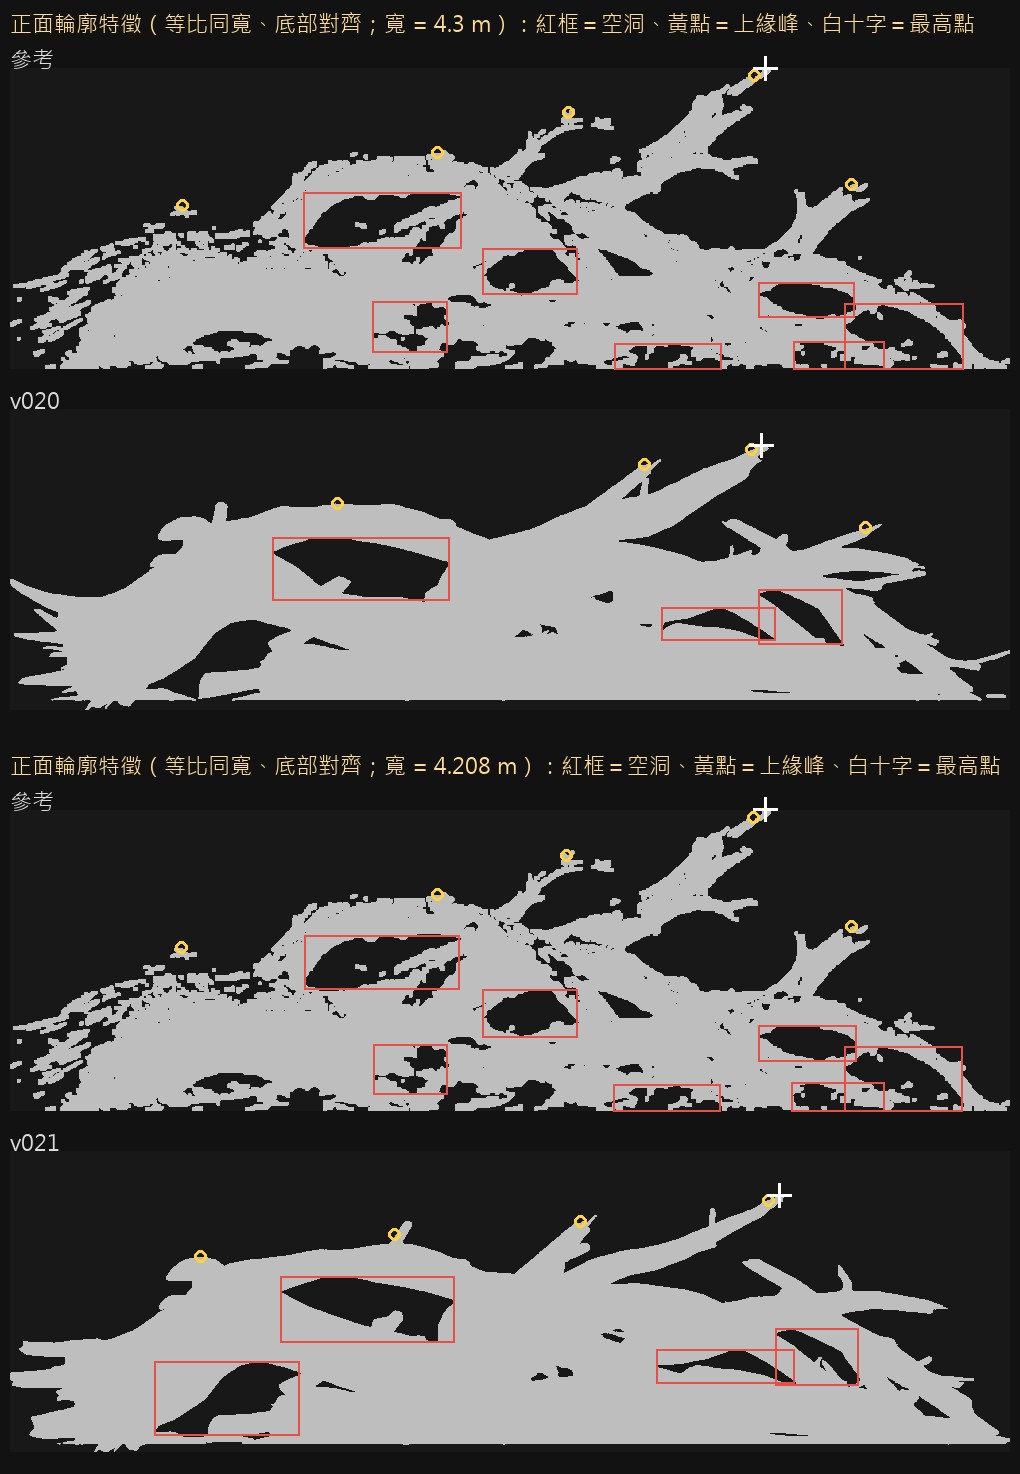 正面輪廓特徵(等比同寬、底部對齊;寬 = 4.3 m):紅框=空洞、黃點=上緣峰、白十字=最高點
參考
v020
正面輪廓特徵(等比同寬、底部對齊;寬 = 4.208 m):紅框=空洞、黃點=上緣峰、白十字=最高點
參考
v021